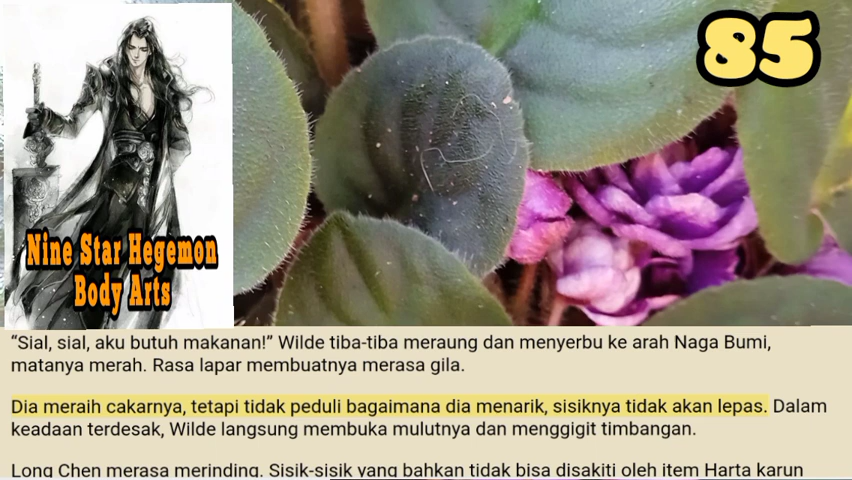 85
Nine Star Hegemon
Body Arts
“Sial, sial, aku butuh makanan!” Wilde tiba-tiba meraung dan menyerbu ke arah Naga Bumi,
matanya merah. Rasa lapar membuatnya merasa gila.
Dia meraih cakarnya, tetapi tidak peduli bagaimana dia menarik, sisiknya tidak akan lepas. Dalam
keadaan terdesak, Wilde langsung membuka mulutnya dan menggigit timbangan.
Long Chen merasa merinding. Sisik-sisik yang bahkan tidak bisa disakiti oleh item Harta karun